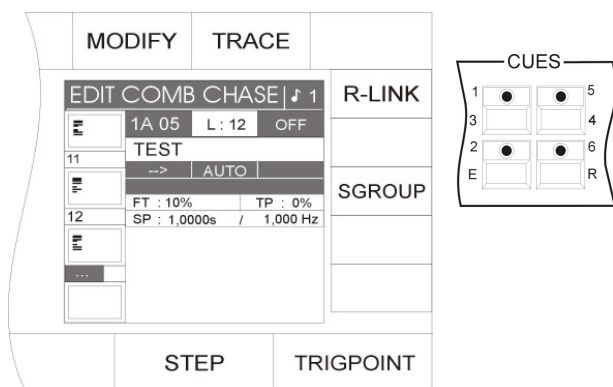 MODIFY TRACE
EDIT COMB CHASE ♪ 1
R-LINK
1A 05 L : 12 OFF
TEST
11
--> AUTO
SGROUP
FT : 10% TP : 0%
12
SP : 1,0000s / 1,000 Hz
...
STEP TRIGPOINT
CUES
1 5
3 4
2 6
E R